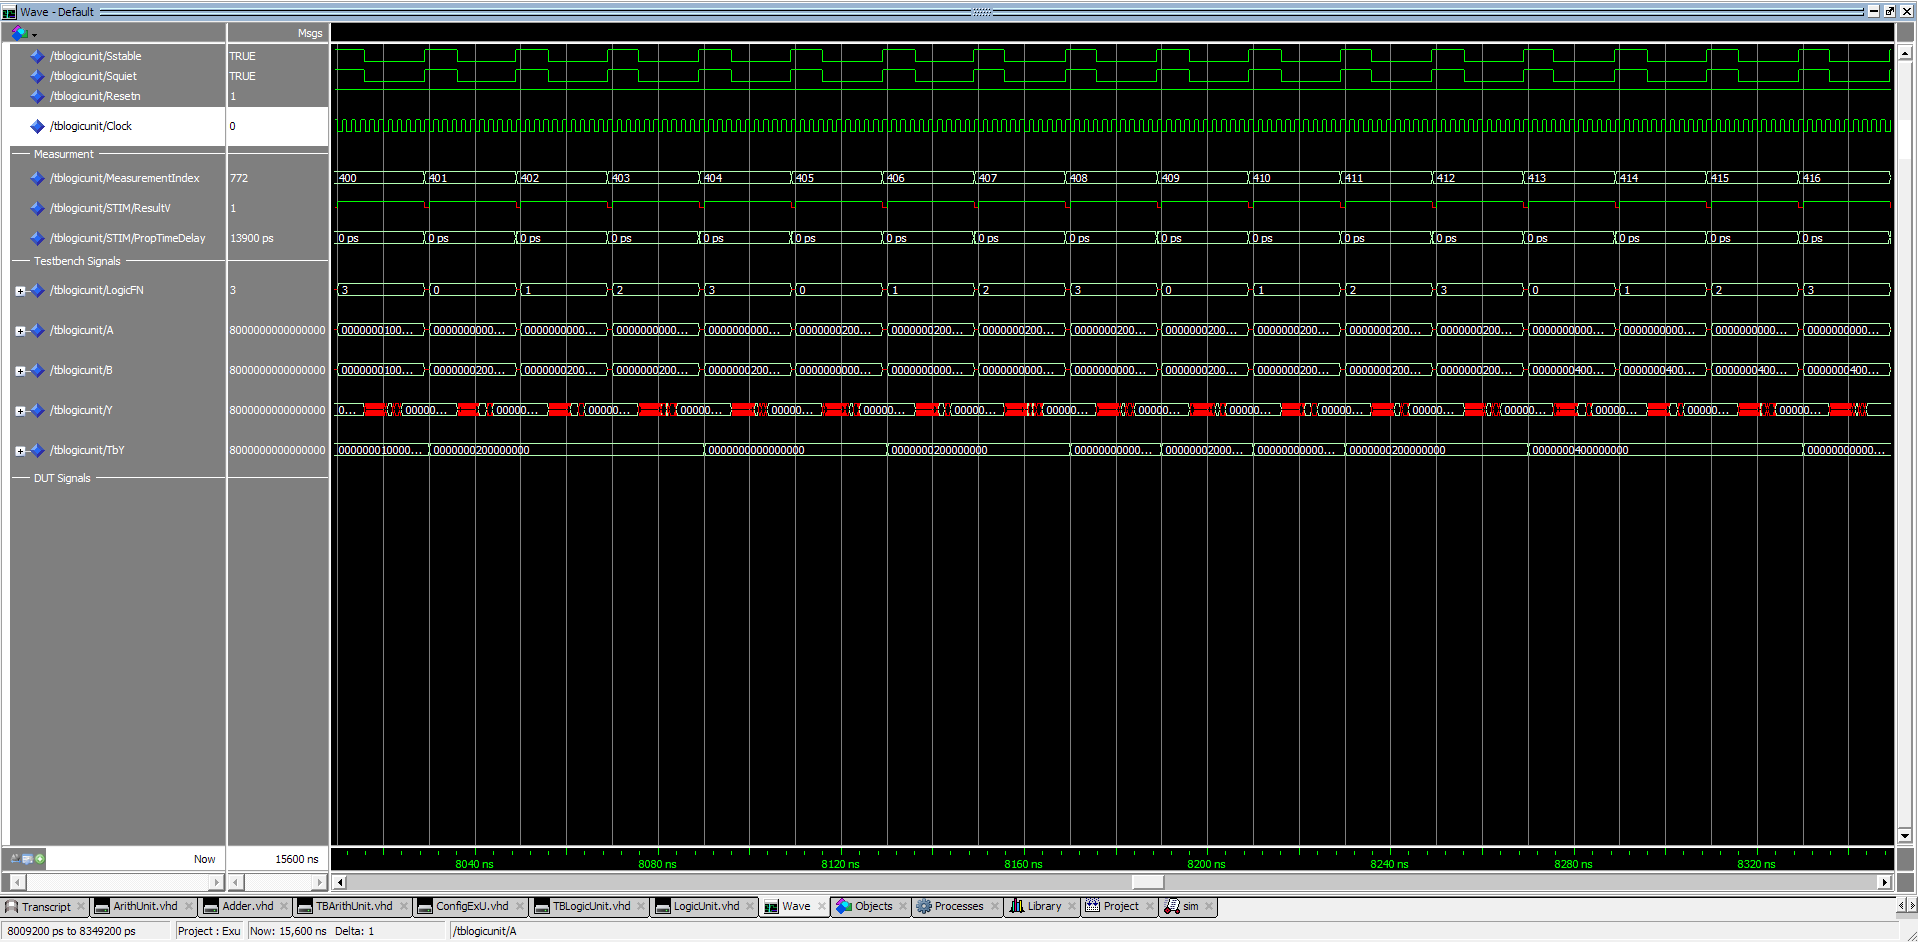 Wave - Default
Msgs
/tblogicunit/Sstable TRUE
/tblogicunit/Squiet TRUE
/tblogicunit/Resetn 1
/tblogicunit/Clock 0
Measurment
/tblogicunit/MeasurementIndex 772 400 401 402 403 404 405 406 407 408 409 410 411 412 413 414 415 416
/tblogicunit/STIM/ResultV 1
/tblogicunit/STIM/PropTimeDelay 13900 ps 0 ps 0 ps 0 ps 0 ps 0 ps 0 ps 0 ps 0 ps 0 ps 0 ps 0 ps 0 ps 0 ps 0 ps 0 ps 0 ps 0 ps
Testbench Signals
/tblogicunit/LogicFN 3 3 0 1 2 3 0 1 2 3 0 1 2 3 0 1 2 3
/tblogicunit/A 8000000000000000 0000000100... 0000000000... 0000000000... 0000000000... 0000000000... 0000000200... 0000000200... 0000000200... 0000000200... 0000000200... 0000000200... 0000000200... 0000000200... 0000000000... 0000000000... 0000000000... 0000000000...
/tblogicunit/B 8000000000000000 0000000100... 0000000200... 0000000200... 0000000200... 0000000200... 0000000000... 0000000000... 0000000000... 0000000000... 0000000200... 0000000200... 0000000200... 0000000200... 0000000400... 0000000400... 0000000400... 0000000400...
/tblogicunit/Y 8000000000000000 0... 00000... 00000... 00000... 00000... 00000... 00000... 00000... 00000... 00000... 00000... 00000... 00000... 00000... 00000... 00000... 00000...
/tblogicunit/TbY 8000000000000000 000000010000... 0000000200000000 0000000000000000 0000000200000000 00000000000... 0000000200... 00000000000... 0000000200000000 0000000400000000 00000000000...
DUT Signals
Now 15600 ns 8040 ns 8080 ns 8120 ns 8160 ns 8200 ns 8240 ns 8280 ns 8320 ns
Transcript ArithUnit.vhd Adder.vhd TBArithUnit.vhd ConfigExU.vhd TBLogicUnit.vhd LogicUnit.vhd Wave Objects Processes Library Project sim
8009200 ps to 8349200 ps Project : Exu Now: 15,600 ns Delta: 1 /tblogicunit/A